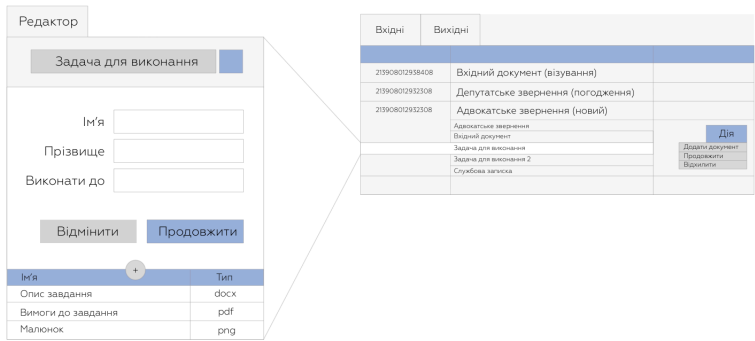 Редактор
Задача для виконання
Ім'я
Прізвище
Виконати до
Відмінити
Продовжити
+
Ім'я Тип
Опис завдання docx
Вимоги до завдання pdf
Малюнок png
Вхідні Вихідні
213908012938408 Вхідний документ (візування)
213908012932308 Депутатське звернення (погодження)
213908012932308 Адвокатське звернення (новий)
Адвокатське звернення
Вхідний документ
Задача для виконання
Задача для виконання 2
Службова записка
Дія
Додати документ
Продовжити
Відхилити